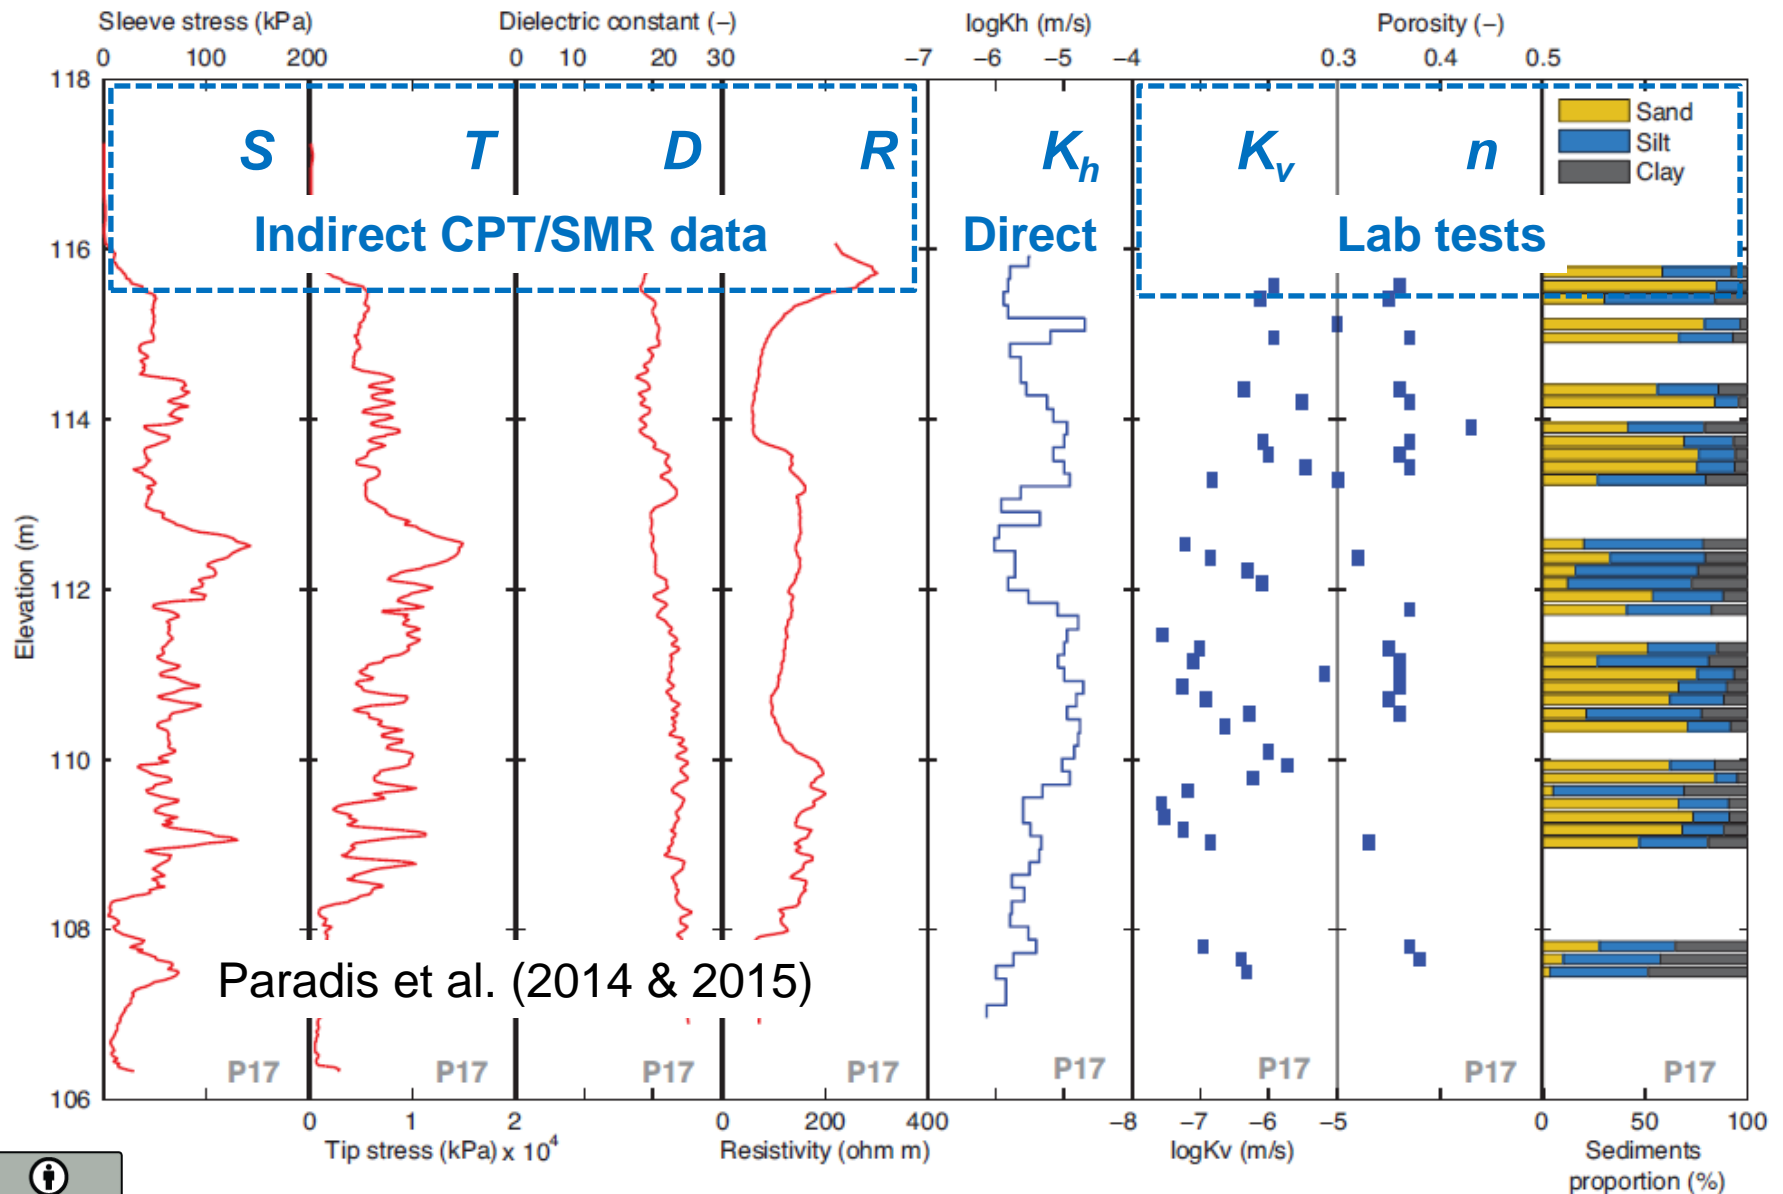 Sleeve stress (kPa) Dielectric constant (–) logKh (m/s) Porosity (–)
0 100 200 0 10 20 30 −7 −6 −5 −4 0.3 0.4 0.5
118
S T D R Kh Kv n
Sand
Silt
Clay
Indirect CPT/SMR data Direct Lab tests
116
114
112
110
108
Elevation (m)
Paradis et al. (2014 & 2015)
P17 P17 P17 P17 P17 P17 P17 P17
106
0 1 2 0 200 400 −8 −7 −6 −5 0 50 100
Tip stress (kPa) x 10^4 Resistivity (ohm m) logKv (m/s) Sediments
proportion (%)